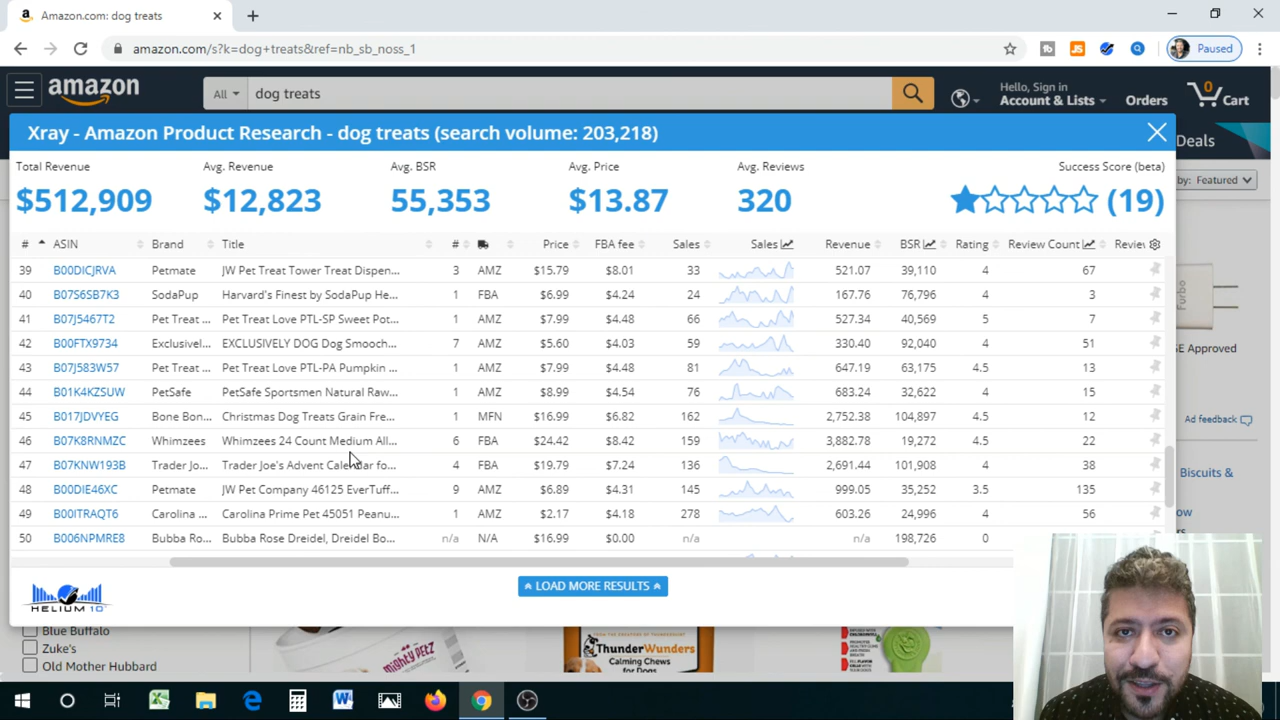 Amazon.com: dog treats
amazon.com/s?k=dog+treats&ref=nb_sb_noss_1
JS
Paused
amazon
All
dog treats
Hello, Sign in
Account & Lists
Orders
0
Cart
Deals
by: Featured
Xray - Amazon Product Research - dog treats (search volume: 203,218)
Total Revenue Avg. Revenue Avg. BSR Avg. Price Avg. Reviews Success Score (beta)
$512,909 $12,823 55,353 $13.87 320 (19)
# ASIN Brand Title # Price FBA fee Sales Sales Revenue BSR Rating Review Count Review
39 B00DICJRVA Petmate JW Pet Treat Tower Treat Dispen... 3 AMZ $15.79 $8.01 33 521.07 39,110 4 67
40 B07S6SB7K3 SodaPup Harvard's Finest by SodaPup He... 1 FBA $6.99 $4.24 24 167.76 76,796 4 3
41 B07J5467T2 Pet Treat ... Pet Treat Love PTL-SP Sweet Pot... 1 AMZ $7.99 $4.48 66 527.34 40,569 5 7
42 B00FTX9734 Exclusivel... EXCLUSIVELY DOG Dog Smooch... 7 AMZ $5.60 $4.03 59 330.40 92,040 4 51
43 B07J583W57 Pet Treat ... Pet Treat Love PTL-PA Pumpkin ... 1 AMZ $7.99 $4.48 81 647.19 63,175 4.5 13
44 B01K4KZSUW PetSafe PetSafe Sportsmen Natural Raw... 1 AMZ $8.99 $4.54 76 683.24 32,622 4 15
45 B017JDVYEG Bone Bon... Christmas Dog Treats Grain Fre... 1 MFN $16.99 $6.82 162 2,752.38 104,897 4.5 12
46 B07K8RNMZC Whimzees Whimzees 24 Count Medium All... 6 FBA $24.42 $8.42 159 3,882.78 19,272 4.5 22
47 B07KNW193B Trader Jo... Trader Joe's Advent Calendar fo... 4 FBA $19.79 $7.24 136 2,691.44 101,908 4 38
48 B00DIE46XC Petmate JW Pet Company 46125 EverTuff... 9 AMZ $6.89 $4.31 145 999.05 35,252 3.5 135
49 B00ITRAQT6 Carolina ... Carolina Prime Pet 45051 Peanu... 1 AMZ $2.17 $4.18 278 603.26 24,996 4 56
50 B006NPMRE8 Bubba Ro... Bubba Rose Dreidel, Dreidel Bo... n/a N/A $16.99 $0.00 n/a n/a 198,726 0
HELIUM 10
LOAD MORE RESULTS
Furbo
SE Approved
Ad feedback
Biscuits &
Blue Buffalo
Zuke's
Old Mother Hubbard
MIGHTY PETZ
ThunderWunders
Calming Chews
for Dogs